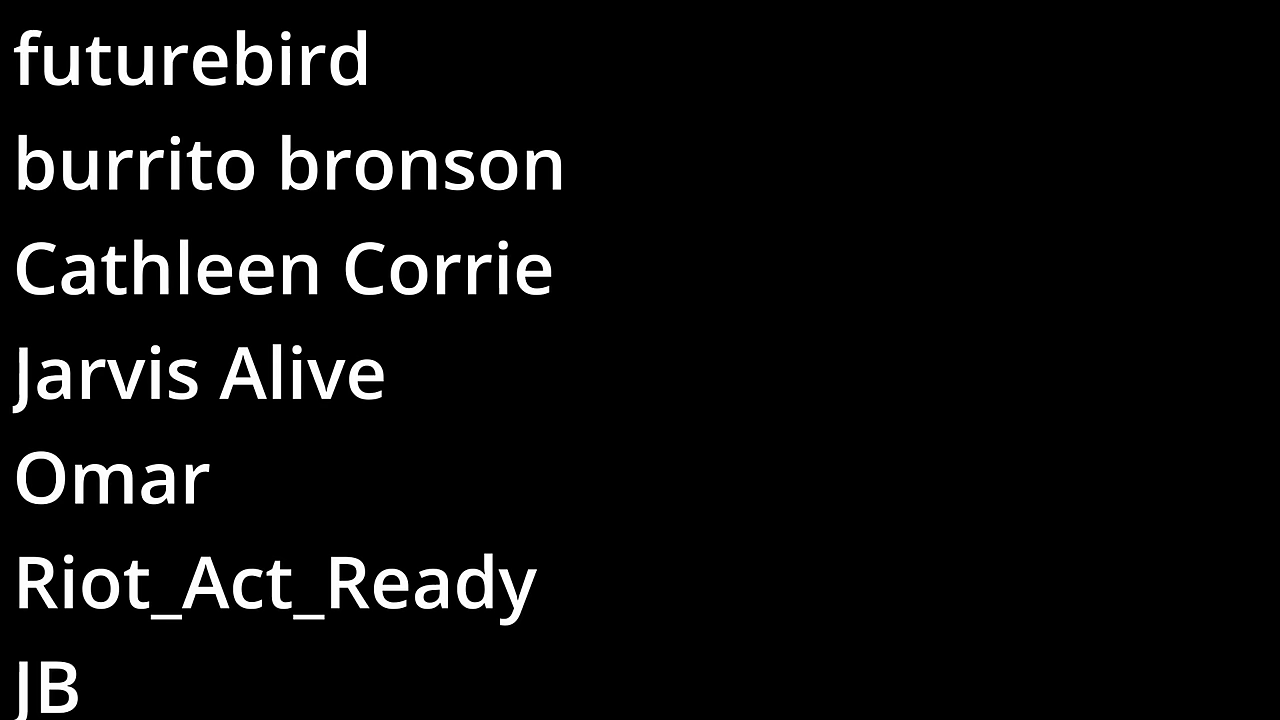 futurebird
burrito bronson
Cathleen Corrie
Jarvis Alive
Omar
Riot_Act_Ready
JB